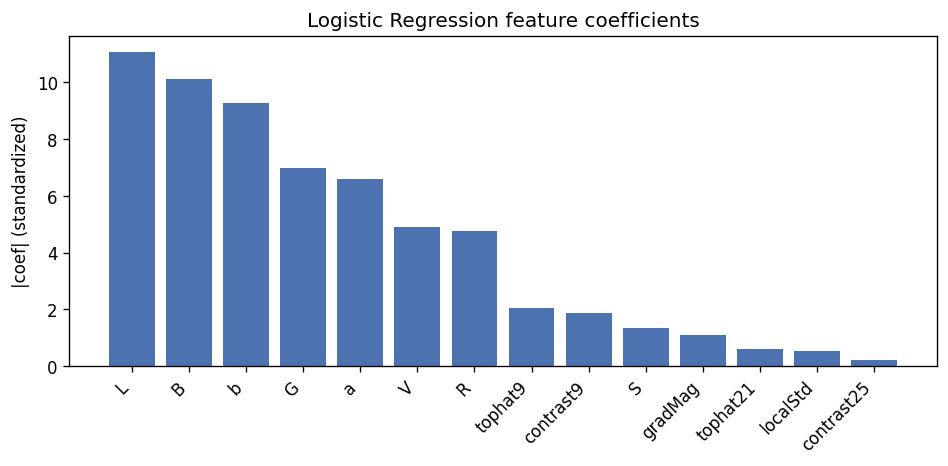 Logistic Regression feature coefficients
|coef| (standardized)
10
8
6
4
2
0
L
B
b
G
a
V
R
tophat9
contrast9
S
gradMag
tophat21
localStd
contrast25